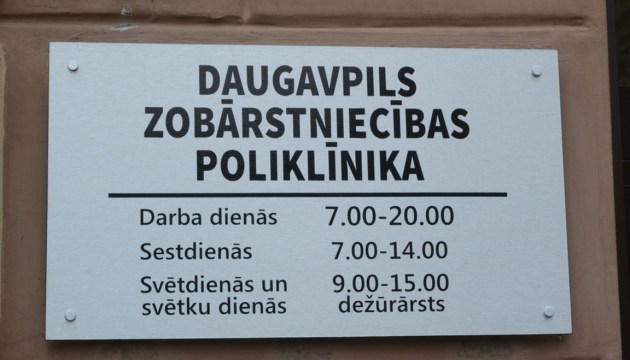 DAUGAVPILS
ZOBĀRSTNIECĪBAS
POLIKLĪNIKA
Darba dienās 7.00-20.00
Sestdienās 7.00-14.00
Svētdienās un 9.00-15.00
svētku dienās dežūrārsts